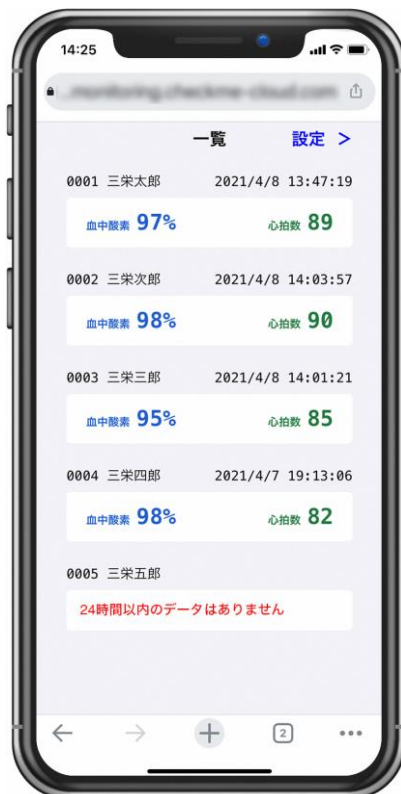 14:25
一覧 設定 >
0001 三栄太郎 2021/4/8 13:47:19
血中酸素 97% 心拍数 89
0002 三栄次郎 2021/4/8 14:03:57
血中酸素 98% 心拍数 90
0003 三栄三郎 2021/4/8 14:01:21
血中酸素 95% 心拍数 85
0004 三栄四郎 2021/4/7 19:13:06
血中酸素 98% 心拍数 82
0005 三栄五郎
24時間以内のデータはありません
2